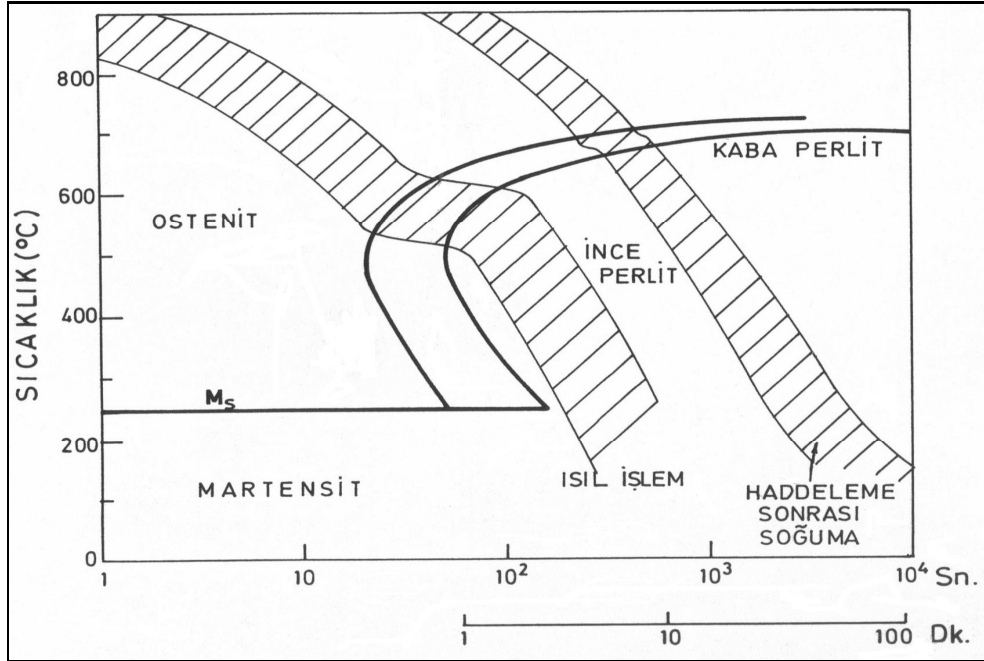 SICAKLIK (°C)
800
600
400
200
0
OSTENİT
KABA PERLİT
İNCE
PERLİT
Ms
MARTENSİT
ISIL İŞLEM
HADDELEME
SONRASI
SOĞUMA
1 10 10² 10³ 10⁴ Sn.
1 10 100 Dk.